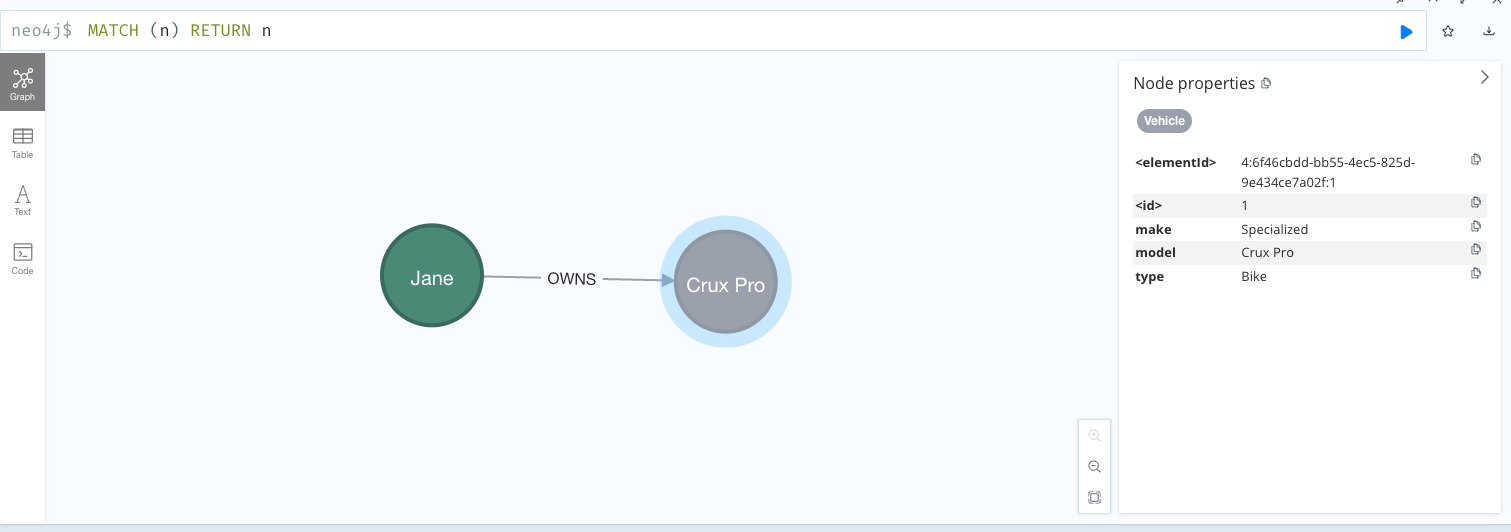 neo4j$ MATCH (n) RETURN n
Graph
Table
Text
Code
Jane
OWNS
Crux Pro
Node properties
Vehicle
<elementId> 4:6f46cbdd-bb55-4ec5-825d-
9e434ce7a02f:1
<id> 1
make Specialized
model Crux Pro
type Bike